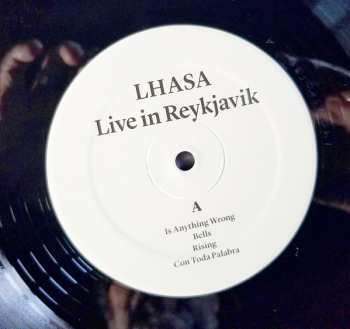 LHASA
Live in Reykjavik
A
Is Anything Wrong
Bells
Rising
Con Toda Palabra